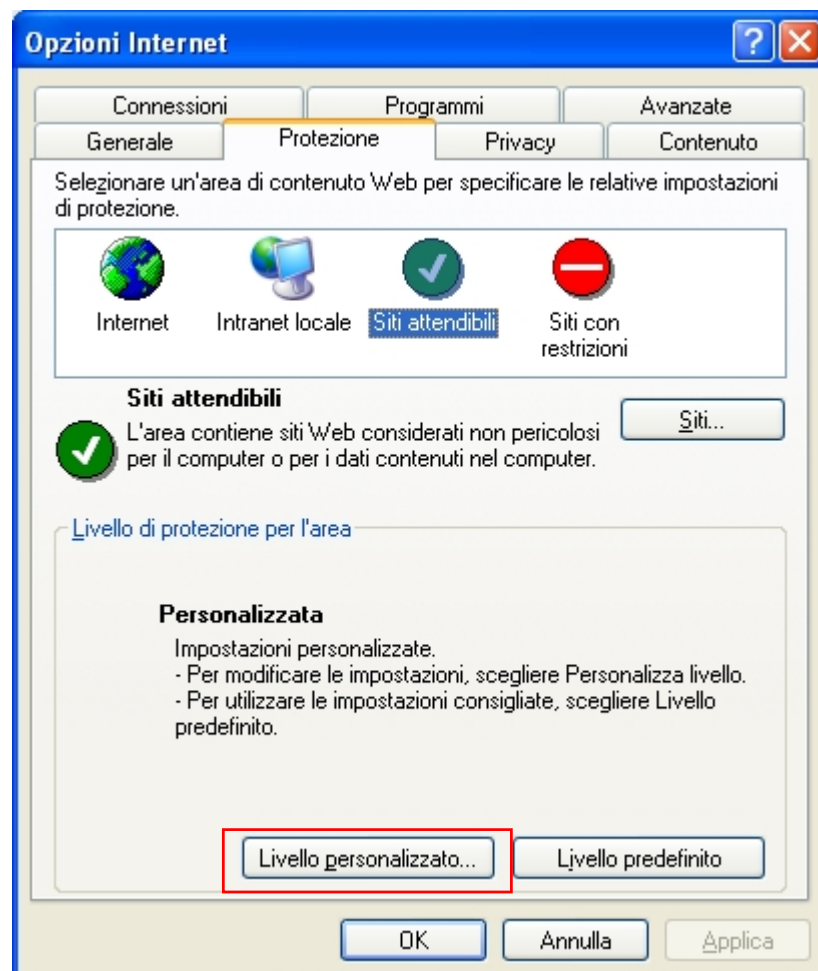 Opzioni Internet
?
Connessioni
Programmi
Avanzate
Generale
Protezione
Privacy
Contenuto
Selezionare un'area di contenuto Web per specificare le relative impostazioni
di protezione.
Internet
Intranet locale
Siti attendibili
Siti con
restrizioni
Siti attendibili
L'area contiene siti Web considerati non pericolosi
per il computer o per i dati contenuti nel computer.
Siti...
Livello di protezione per l'area
Personalizzata
Impostazioni personalizzate.
- Per modificare le impostazioni, scegliere Personalizza livello.
- Per utilizzare le impostazioni consigliate, scegliere Livello
predefinito.
Livello personalizzato...
Livello predefinito
OK
Annulla
Applica